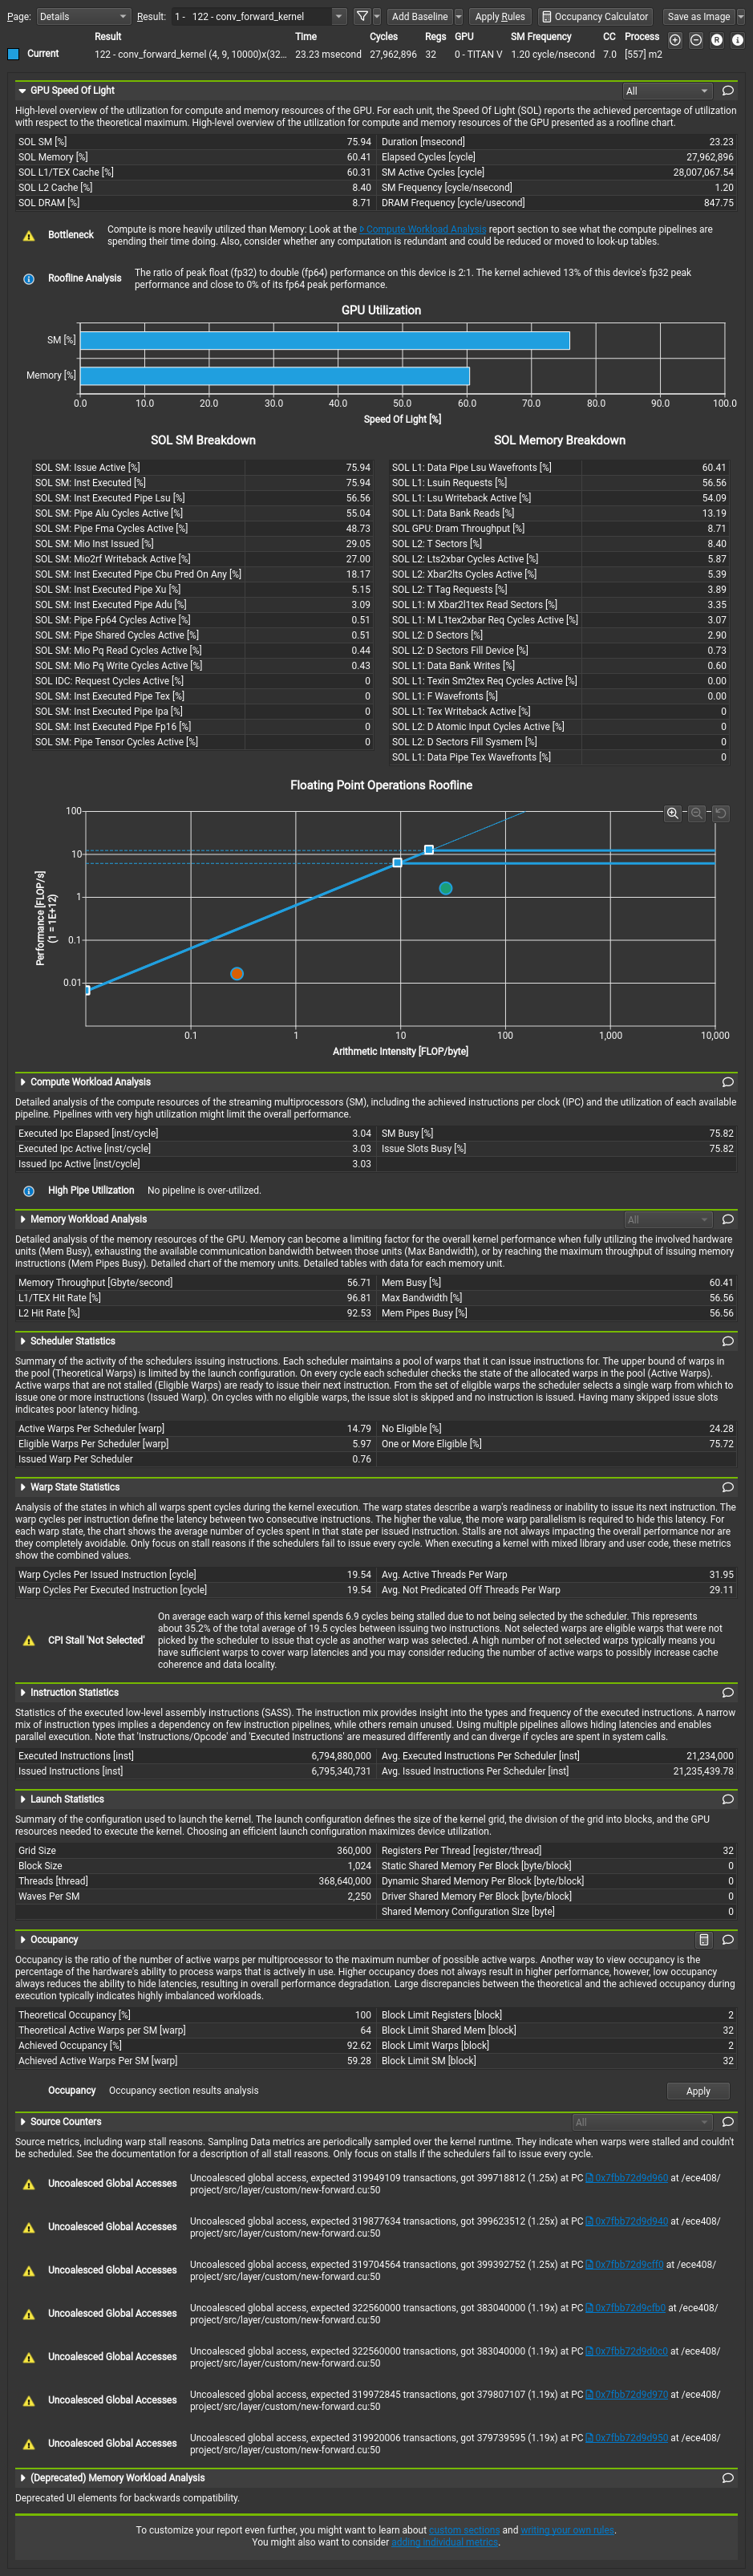 Page: Details Result: 1 - 122 - conv_forward_kernel Add Baseline Apply Rules Occupancy Calculator Save as Image
Result Time Cycles Regs GPU SM Frequency CC Process
Current 122 - conv_forward_kernel (4, 9, 10000)x(32... 23.23 msecond 27,962,896 32 0 - TITAN V 1.20 cycle/nsecond 7.0 [557] m2
GPU Speed Of Light All
High-level overview of the utilization for compute and memory resources of the GPU. For each unit, the Speed Of Light (SOL) reports the achieved percentage of utilization
with respect to the theoretical maximum. High-level overview of the utilization for compute and memory resources of the GPU presented as a roofline chart.
SOL SM [%] 75.94 Duration [msecond] 23.23
SOL Memory [%] 60.41 Elapsed Cycles [cycle] 27,962,896
SOL L1/TEX Cache [%] 60.31 SM Active Cycles [cycle] 28,007,067.54
SOL L2 Cache [%] 8.40 SM Frequency [cycle/nsecond] 1.20
SOL DRAM [%] 8.71 DRAM Frequency [cycle/usecond] 847.75
Bottleneck Compute is more heavily utilized than Memory: Look at the Compute Workload Analysis report section to see what the compute pipelines are
spending their time doing. Also, consider whether any computation is redundant and could be reduced or moved to look-up tables.
Roofline Analysis The ratio of peak float (fp32) to double (fp64) performance on this device is 2:1. The kernel achieved 13% of this device's fp32 peak
performance and close to 0% of its fp64 peak performance.
GPU Utilization
SM [%]
Memory [%]
0.0 10.0 20.0 30.0 40.0 50.0 60.0 70.0 80.0 90.0 100.0
Speed Of Light [%]
SOL SM Breakdown SOL Memory Breakdown
SOL SM: Issue Active [%] 75.94 SOL L1: Data Pipe Lsu Wavefronts [%] 60.41
SOL SM: Inst Executed [%] 75.94 SOL L1: Lsuin Requests [%] 56.56
SOL SM: Inst Executed Pipe Lsu [%] 56.56 SOL L1: Lsu Writeback Active [%] 54.09
SOL SM: Pipe Alu Cycles Active [%] 55.04 SOL L1: Data Bank Reads [%] 13.19
SOL SM: Pipe Fma Cycles Active [%] 48.73 SOL GPU: Dram Throughput [%] 8.71
SOL SM: Mio Inst Issued [%] 29.05 SOL L2: T Sectors [%] 8.40
SOL SM: Mio2rf Writeback Active [%] 27.00 SOL L2: Lts2xbar Cycles Active [%] 5.87
SOL SM: Inst Executed Pipe Cbu Pred On Any [%] 18.17 SOL L2: Xbar2lts Cycles Active [%] 5.39
SOL SM: Inst Executed Pipe Xu [%] 5.15 SOL L2: T Tag Requests [%] 3.89
SOL SM: Inst Executed Pipe Adu [%] 3.09 SOL L1: M Xbar2l1tex Read Sectors [%] 3.35
SOL SM: Pipe Fp64 Cycles Active [%] 0.51 SOL L1: M L1tex2xbar Req Cycles Active [%] 3.07
SOL SM: Pipe Shared Cycles Active [%] 0.51 SOL L2: D Sectors [%] 2.90
SOL SM: Mio Pq Read Cycles Active [%] 0.44 SOL L2: D Sectors Fill Device [%] 0.73
SOL SM: Mio Pq Write Cycles Active [%] 0.43 SOL L1: Data Bank Writes [%] 0.60
SOL IDC: Request Cycles Active [%] 0 SOL L1: Texin Sm2tex Req Cycles Active [%] 0.00
SOL SM: Inst Executed Pipe Tex [%] 0 SOL L1: F Wavefronts [%] 0.00
SOL SM: Inst Executed Pipe Ipa [%] 0 SOL L1: Tex Writeback Active [%] 0
SOL SM: Inst Executed Pipe Fp16 [%] 0 SOL L2: D Atomic Input Cycles Active [%] 0
SOL SM: Pipe Tensor Cycles Active [%] 0 SOL L2: D Sectors Fill Sysmem [%] 0
SOL L1: Data Pipe Tex Wavefronts [%] 0
Floating Point Operations Roofline
100
10
1
0.1
0.01
Performance [FLOP/s]
(1 = 1E+12)
0.1 1 10 100 1,000 10,000
Arithmetic Intensity [FLOP/byte]
Compute Workload Analysis
Detailed analysis of the compute resources of the streaming multiprocessors (SM), including the achieved instructions per clock (IPC) and the utilization of each available
pipeline. Pipelines with very high utilization might limit the overall performance.
Executed Ipc Elapsed [inst/cycle] 3.04 SM Busy [%] 75.82
Executed Ipc Active [inst/cycle] 3.03 Issue Slots Busy [%] 75.82
Issued Ipc Active [inst/cycle] 3.03
High Pipe Utilization No pipeline is over-utilized.
Memory Workload Analysis All
Detailed analysis of the memory resources of the GPU. Memory can become a limiting factor for the overall kernel performance when fully utilizing the involved hardware
units (Mem Busy), exhausting the available communication bandwidth between those units (Max Bandwidth), or by reaching the maximum throughput of issuing memory
instructions (Mem Pipes Busy). Detailed chart of the memory units. Detailed tables with data for each memory unit.
Memory Throughput [Gbyte/second] 56.71 Mem Busy [%] 60.41
L1/TEX Hit Rate [%] 96.81 Max Bandwidth [%] 56.56
L2 Hit Rate [%] 92.53 Mem Pipes Busy [%] 56.56
Scheduler Statistics
Summary of the activity of the schedulers issuing instructions. Each scheduler maintains a pool of warps that it can issue instructions for. The upper bound of warps in
the pool (Theoretical Warps) is limited by the launch configuration. On every cycle each scheduler checks the state of the allocated warps in the pool (Active Warps).
Active warps that are not stalled (Eligible Warps) are ready to issue their next instruction. From the set of eligible warps the scheduler selects a single warp from which to
issue one or more instructions (Issued Warp). On cycles with no eligible warps, the issue slot is skipped and no instruction is issued. Having many skipped issue slots
indicates poor latency hiding.
Active Warps Per Scheduler [warp] 14.79 No Eligible [%] 24.28
Eligible Warps Per Scheduler [warp] 5.97 One or More Eligible [%] 75.72
Issued Warp Per Scheduler 0.76
Warp State Statistics
Analysis of the states in which all warps spent cycles during the kernel execution. The warp states describe a warp's readiness or inability to issue its next instruction. The
warp cycles per instruction define the latency between two consecutive instructions. The higher the value, the more warp parallelism is required to hide this latency. For
each warp state, the chart shows the average number of cycles spent in that state per issued instruction. Stalls are not always impacting the overall performance nor are
they completely avoidable. Only focus on stall reasons if the schedulers fail to issue every cycle. When executing a kernel with mixed library and user code, these metrics
show the combined values.
Warp Cycles Per Issued Instruction [cycle] 19.54 Avg. Active Threads Per Warp 31.95
Warp Cycles Per Executed Instruction [cycle] 19.54 Avg. Not Predicated Off Threads Per Warp 29.11
CPI Stall 'Not Selected' On average each warp of this kernel spends 6.9 cycles being stalled due to not being selected by the scheduler. This represents
about 35.2% of the total average of 19.5 cycles between issuing two instructions. Not selected warps are eligible warps that were not
picked by the scheduler to issue that cycle as another warp was selected. A high number of not selected warps typically means you
have sufficient warps to cover warp latencies and you may consider reducing the number of active warps to possibly increase cache
coherence and data locality.
Instruction Statistics
Statistics of the executed low-level assembly instructions (SASS). The instruction mix provides insight into the types and frequency of the executed instructions. A narrow
mix of instruction types implies a dependency on few instruction pipelines, while others remain unused. Using multiple pipelines allows hiding latencies and enables
parallel execution. Note that 'Instructions/Opcode' and 'Executed Instructions' are measured differently and can diverge if cycles are spent in system calls.
Executed Instructions [inst] 6,794,880,000 Avg. Executed Instructions Per Scheduler [inst] 21,234,000
Issued Instructions [inst] 6,795,340,731 Avg. Issued Instructions Per Scheduler [inst] 21,235,439.78
Launch Statistics
Summary of the configuration used to launch the kernel. The launch configuration defines the size of the kernel grid, the division of the grid into blocks, and the GPU
resources needed to execute the kernel. Choosing an efficient launch configuration maximizes device utilization.
Grid Size 360,000 Registers Per Thread [register/thread] 32
Block Size 1,024 Static Shared Memory Per Block [byte/block] 0
Threads [thread] 368,640,000 Dynamic Shared Memory Per Block [byte/block] 0
Waves Per SM 2,250 Driver Shared Memory Per Block [byte/block] 0
Shared Memory Configuration Size [byte] 0
Occupancy
Occupancy is the ratio of the number of active warps per multiprocessor to the maximum number of possible active warps. Another way to view occupancy is the
percentage of the hardware's ability to process warps that is actively in use. Higher occupancy does not always result in higher performance, however, low occupancy
always reduces the ability to hide latencies, resulting in overall performance degradation. Large discrepancies between the theoretical and the achieved occupancy during
execution typically indicates highly imbalanced workloads.
Theoretical Occupancy [%] 100 Block Limit Registers [block] 2
Theoretical Active Warps per SM [warp] 64 Block Limit Shared Mem [block] 32
Achieved Occupancy [%] 92.62 Block Limit Warps [block] 2
Achieved Active Warps Per SM [warp] 59.28 Block Limit SM [block] 32
Occupancy Occupancy section results analysis Apply
Source Counters All
Source metrics, including warp stall reasons. Sampling Data metrics are periodically sampled over the kernel runtime. They indicate when warps were stalled and couldn't
be scheduled. See the documentation for a description of all stall reasons. Only focus on stalls if the schedulers fail to issue every cycle.
Uncoalesced Global Accesses Uncoalesced global access, expected 319949109 transactions, got 399718812 (1.25x) at PC 0x7fbb72d9d960 at /ece408/
project/src/layer/custom/new-forward.cu:50
Uncoalesced Global Accesses Uncoalesced global access, expected 319877634 transactions, got 399623512 (1.25x) at PC 0x7fbb72d9d940 at /ece408/
project/src/layer/custom/new-forward.cu:50
Uncoalesced Global Accesses Uncoalesced global access, expected 319704564 transactions, got 399392752 (1.25x) at PC 0x7fbb72d9cff0 at /ece408/
project/src/layer/custom/new-forward.cu:50
Uncoalesced Global Accesses Uncoalesced global access, expected 322560000 transactions, got 383040000 (1.19x) at PC 0x7fbb72d9cfb0 at /ece408/
project/src/layer/custom/new-forward.cu:50
Uncoalesced Global Accesses Uncoalesced global access, expected 322560000 transactions, got 383040000 (1.19x) at PC 0x7fbb72d9d0c0 at /ece408/
project/src/layer/custom/new-forward.cu:50
Uncoalesced Global Accesses Uncoalesced global access, expected 319972845 transactions, got 379807107 (1.19x) at PC 0x7fbb72d9d970 at /ece408/
project/src/layer/custom/new-forward.cu:50
Uncoalesced Global Accesses Uncoalesced global access, expected 319920006 transactions, got 379739595 (1.19x) at PC 0x7fbb72d9d950 at /ece408/
project/src/layer/custom/new-forward.cu:50
(Deprecated) Memory Workload Analysis
Deprecated UI elements for backwards compatibility.
To customize your report even further, you might want to learn about custom sections and writing your own rules.
You might also want to consider adding individual metrics.